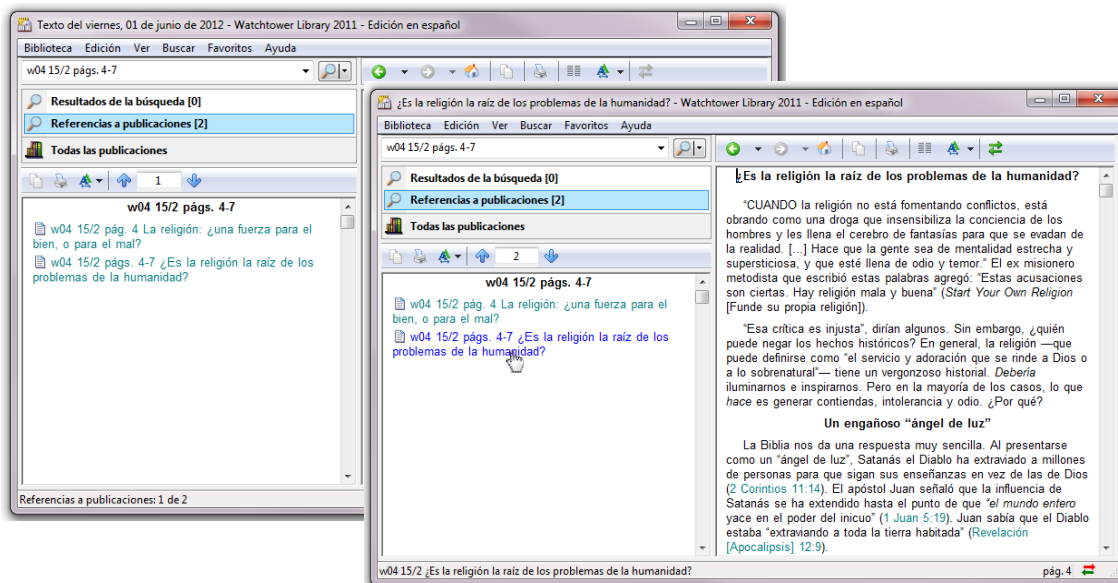 Texto del viernes, 01 de junio de 2012 - Watchtower Library 2011 - Edición en español
Biblioteca Edición Ver Buscar Favoritos Ayuda
w04 15/2 págs. 4-7
Resultados de la búsqueda [0]
Referencias a publicaciones [2]
Todas las publicaciones
1
w04 15/2 págs. 4-7
w04 15/2 pág. 4 La religión: ¿una fuerza para el
bien, o para el mal?
w04 15/2 págs. 4-7 ¿Es la religión la raíz de los
problemas de la humanidad?
Referencias a publicaciones: 1 de 2
¿Es la religión la raíz de los problemas de la humanidad? - Watchtower Library 2011 - Edición en español
Biblioteca Edición Ver Buscar Favoritos Ayuda
w04 15/2 págs. 4-7
Resultados de la búsqueda [0]
Referencias a publicaciones [2]
Todas las publicaciones
2
w04 15/2 págs. 4-7
w04 15/2 pág. 4 La religión: ¿una fuerza para el
bien, o para el mal?
w04 15/2 págs. 4-7 ¿Es la religión la raíz de los
problemas de la humanidad?
¿Es la religión la raíz de los problemas de la humanidad?
“CUANDO la religión no está fomentando conflictos, está
obrando como una droga que insensibiliza la conciencia de los
hombres y les llena el cerebro de fantasías para que se evadan de
la realidad. [...] Hace que la gente sea de mentalidad estrecha y
supersticiosa, y que esté llena de odio y temor.” El ex misionero
metodista que escribió estas palabras agregó: “Estas acusaciones
son ciertas. Hay religión mala y buena” (Start Your Own Religion
[Funde su propia religión]).
“Esa crítica es injusta”, dirían algunos. Sin embargo, ¿quién
puede negar los hechos históricos? En general, la religión —que
puede definirse como “el servicio y adoración que se rinde a Dios o
a lo sobrenatural”— tiene un vergonzoso historial. Debería
iluminarnos e inspirarnos. Pero en la mayoría de los casos, lo que
hace es generar contiendas, intolerancia y odio. ¿Por qué?
Un engañoso “ángel de luz”
La Biblia nos da una respuesta muy sencilla. Al presentarse
como un “ángel de luz”, Satanás el Diablo ha extraviado a millones
de personas para que sigan sus enseñanzas en vez de las de Dios
(2 Corintios 11:14). El apóstol Juan señaló que la influencia de
Satanás se ha extendido hasta el punto de que “el mundo entero
yace en el poder del inicuo” (1 Juan 5:19). Juan sabía que el Diablo
estaba “extraviando a toda la tierra habitada” (Revelación
[Apocalipsis] 12:9).
w04 15/2 ¿Es la religión la raíz de los problemas de la humanidad?
pág. 4